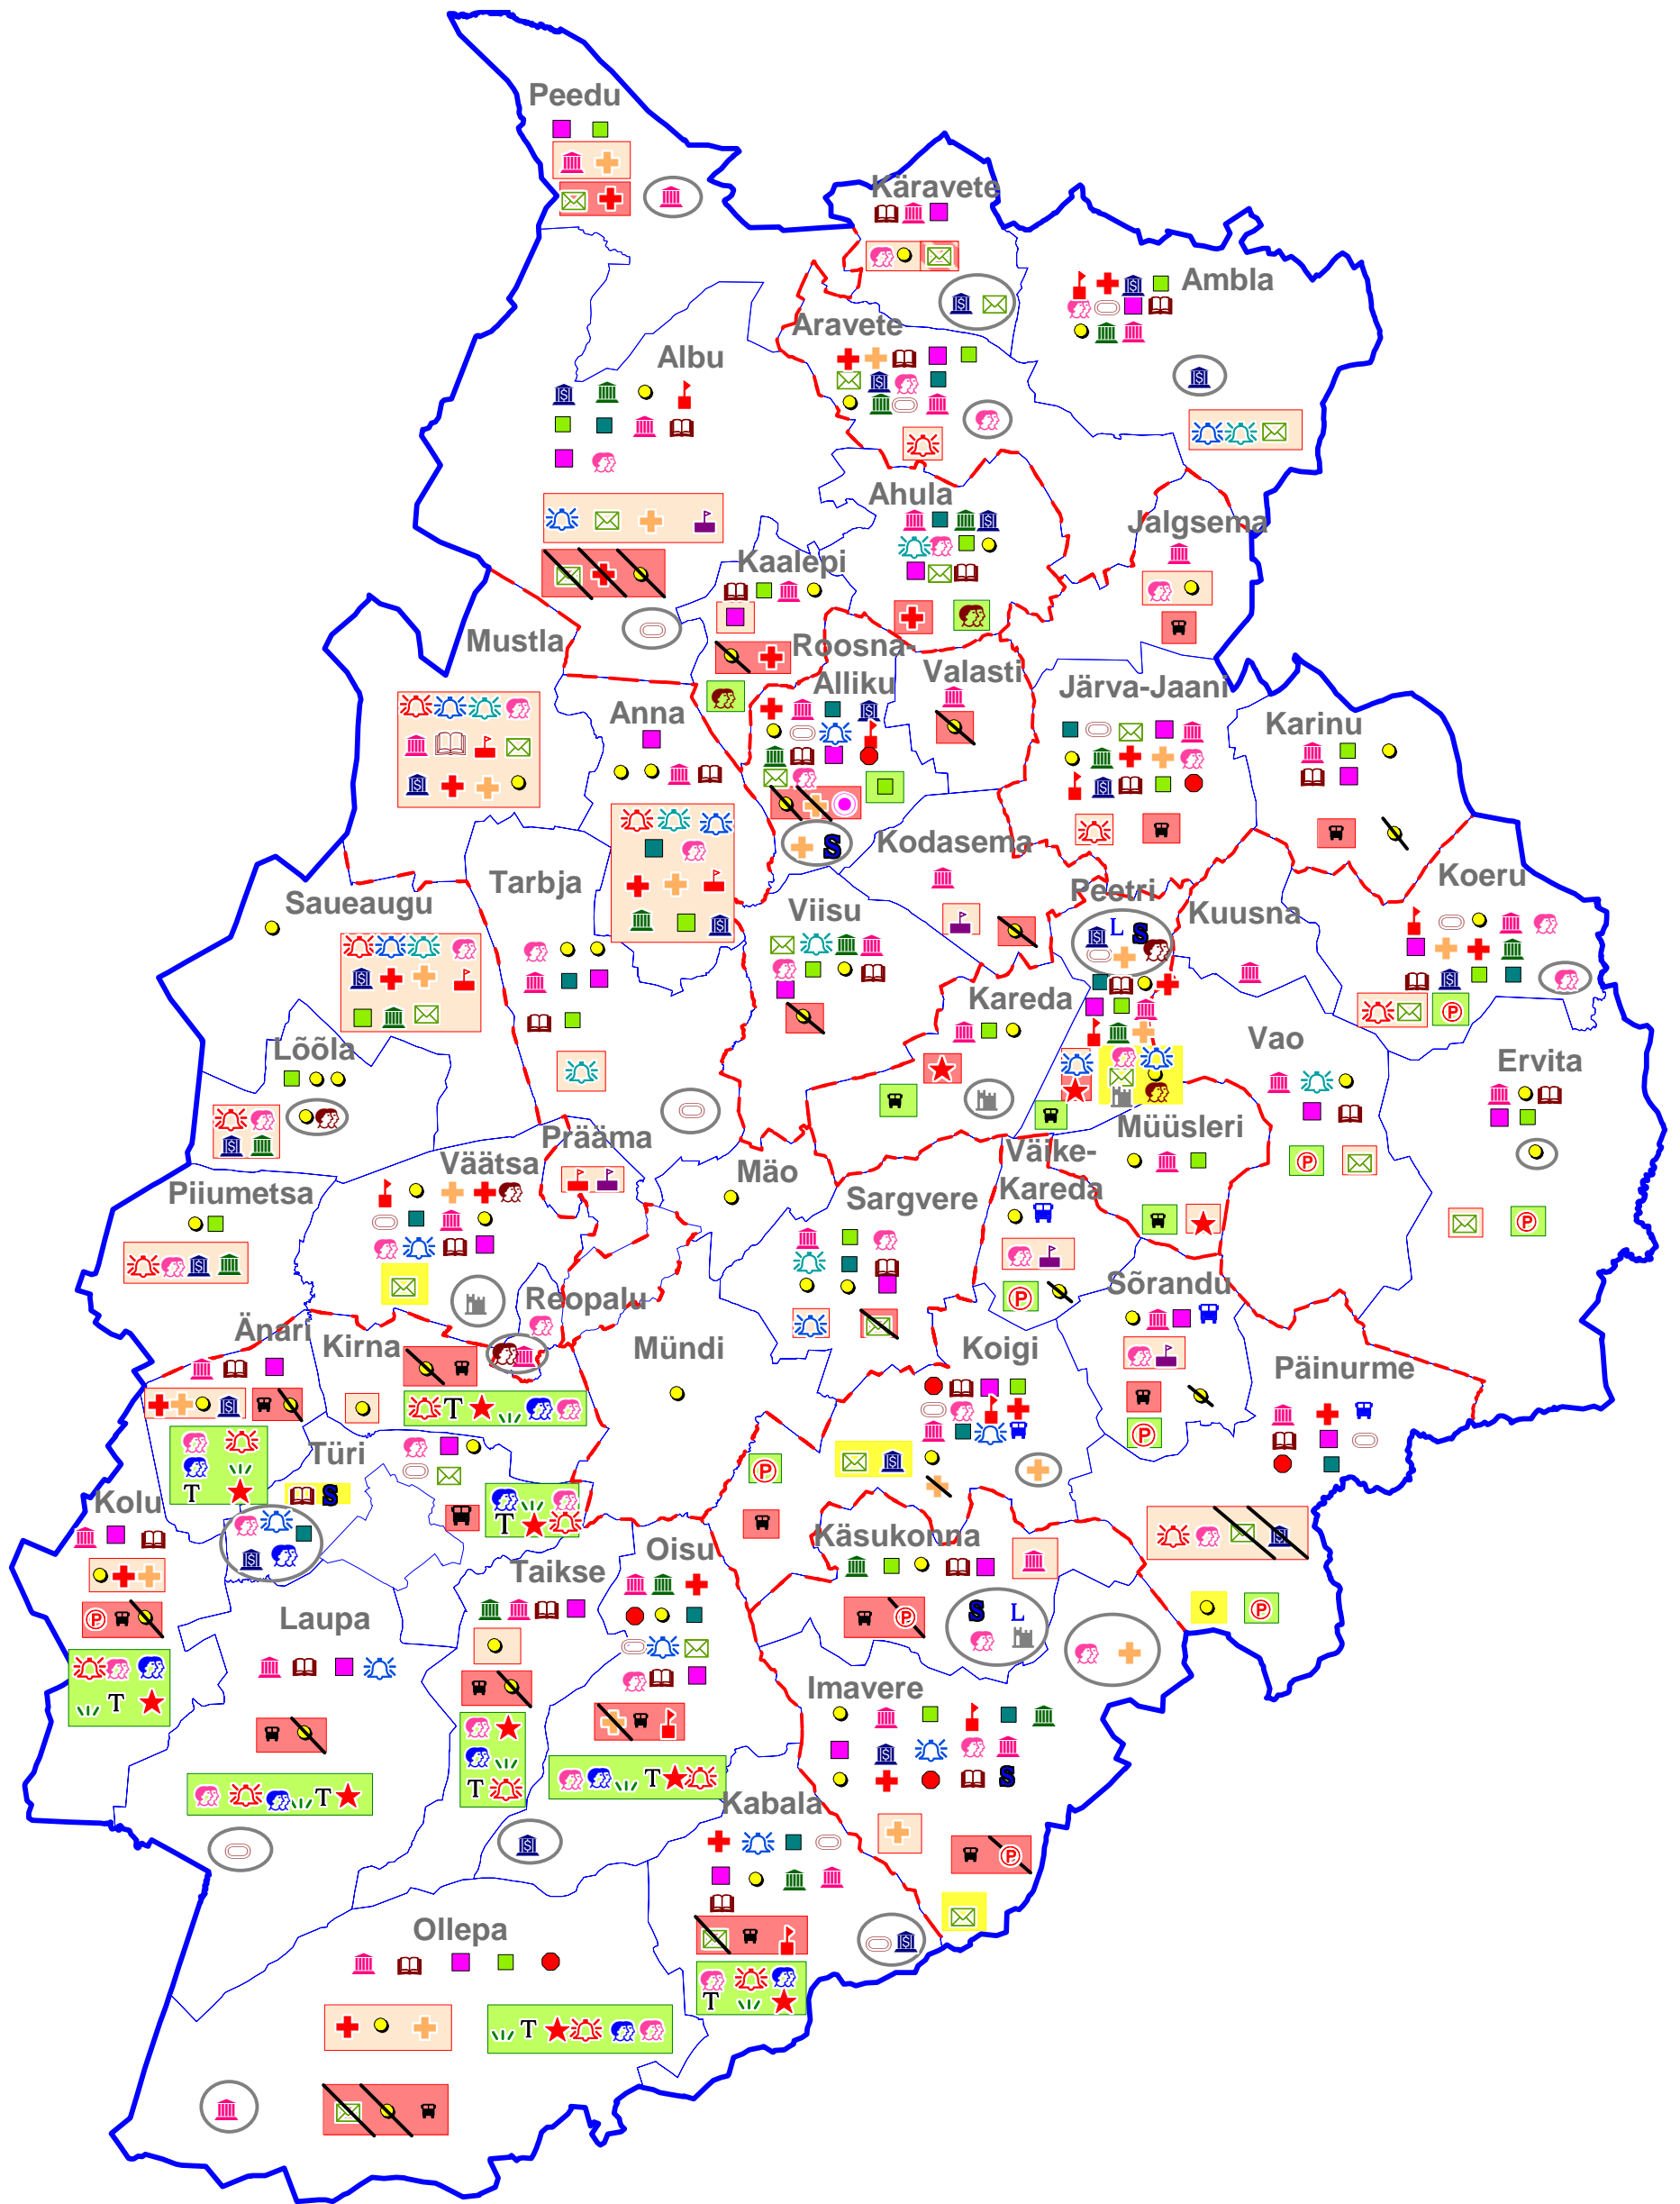 Peedu
Käravete
Ambla
Aravete
Albu
Ahula
Jalgsema
Kaalepi
Mustla
Roosna-
Alliku
Valasti
Järva-Jaani
Anna
Karinu
Kodasema
Koeru
Tarbja
Saueaugu
Peetri
L S
Viisu
Kuusna
Kareda
Vao
Lõõla
Ervita
P
Prääma
Väätsa
Mäo
Müüsleri
Väike-
Kareda
Piiumetsa
Sargvere
P
P
P
Sõrandu
Reopalu
Änari
Kirna
Mündi
Koigi
Päinurme
T
P
Türi
P
T
S
Kolu
T
Käsukonna
Oisu
Taikse
S L
P
P
P
Laupa
T
Imavere
S
T
T
T
Kabala
P
Ollepa
T
T